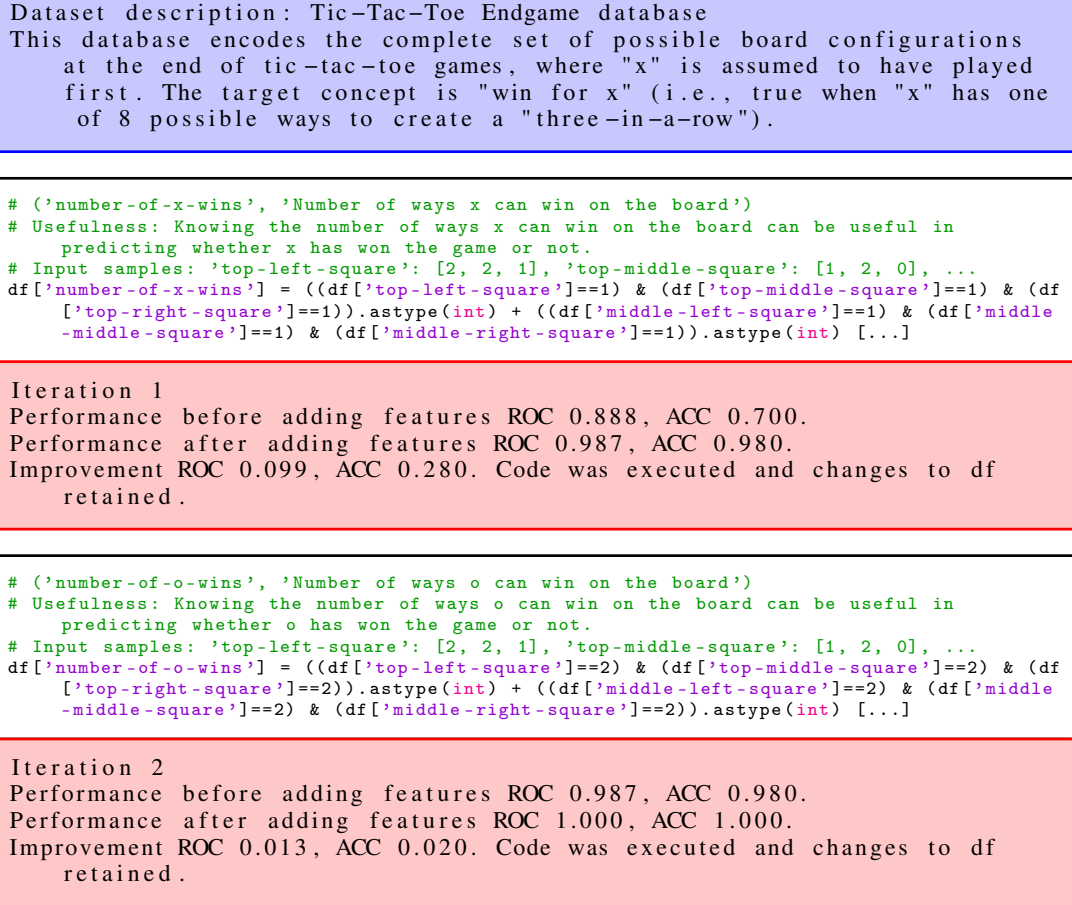 Dataset description: Tic−Tac−Toe Endgame database
This database encodes the complete set of possible board configurations
at the end of tic−tac−toe games, where "x" is assumed to have played
first. The target concept is "win for x" (i.e., true when "x" has one
of 8 possible ways to create a "three−in−a−row").
# ('number-of-x-wins', 'Number of ways x can win on the board')
# Usefulness: Knowing the number of ways x can win on the board can be useful in
predicting whether x has won the game or not.
# Input samples: 'top-left-square': [2, 2, 1], 'top-middle-square': [1, 2, 0], ...
df['number-of-x-wins'] = ((df['top-left-square']==1) & (df['top-middle-square']==1) & (df
['top-right-square']==1)).astype(int) + ((df['middle-left-square']==1) & (df['middle
-middle-square']==1) & (df['middle-right-square']==1)).astype(int) [...]
Iteration 1
Performance before adding features ROC 0.888, ACC 0.700.
Performance after adding features ROC 0.987, ACC 0.980.
Improvement ROC 0.099, ACC 0.280. Code was executed and changes to df
retained.
# ('number-of-o-wins', 'Number of ways o can win on the board')
# Usefulness: Knowing the number of ways o can win on the board can be useful in
predicting whether o has won the game or not.
# Input samples: 'top-left-square': [2, 2, 1], 'top-middle-square': [1, 2, 0], ...
df['number-of-o-wins'] = ((df['top-left-square']==2) & (df['top-middle-square']==2) & (df
['top-right-square']==2)).astype(int) + ((df['middle-left-square']==2) & (df['middle
-middle-square']==2) & (df['middle-right-square']==2)).astype(int) [...]
Iteration 2
Performance before adding features ROC 0.987, ACC 0.980.
Performance after adding features ROC 1.000, ACC 1.000.
Improvement ROC 0.013, ACC 0.020. Code was executed and changes to df
retained.